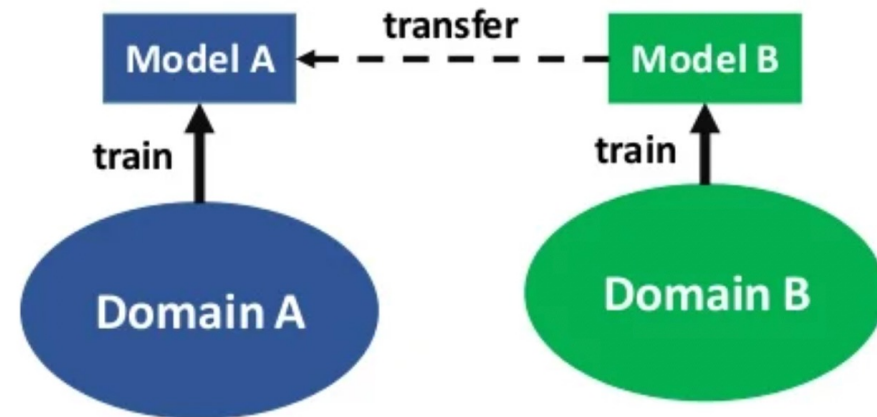 transfer
Model A
Model B
train
train
Domain A
Domain B